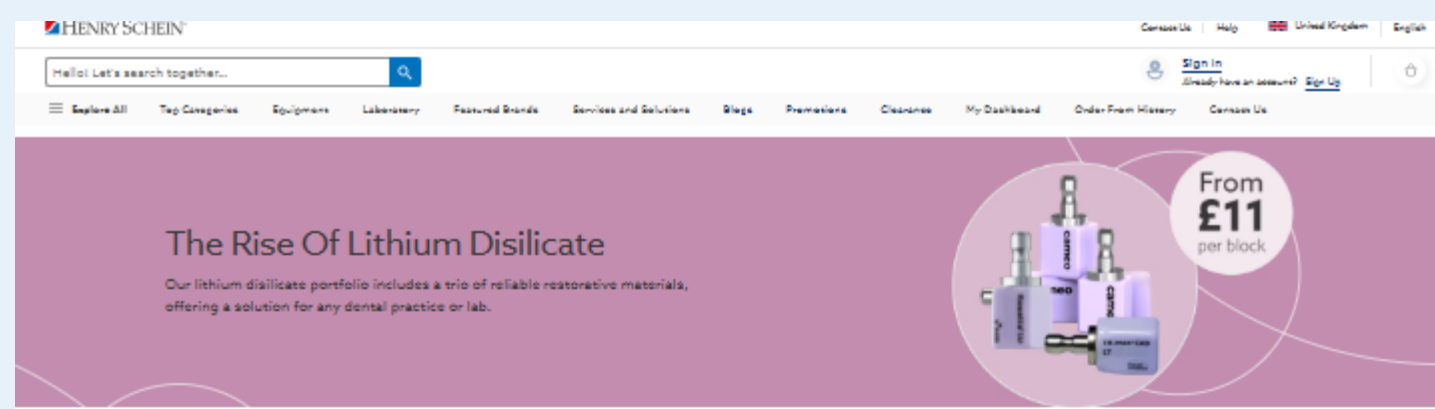 HENRY SCHEIN
Contact Us Help United Kingdom English
Hello! Let's search together...
Sign In
Already have an account? Sign Up
Explore All Top Categories Equipment Laboratory Featured Brands Services and Solutions Blogs Promotions Clearance My Dashboard Order From History Contact Us
The Rise Of Lithium Disilicate
Our lithium disilicate portfolio includes a trio of reliable restorative materials,
offering a solution for any dental practice or lab.
From
£11
per block
cameo
neo